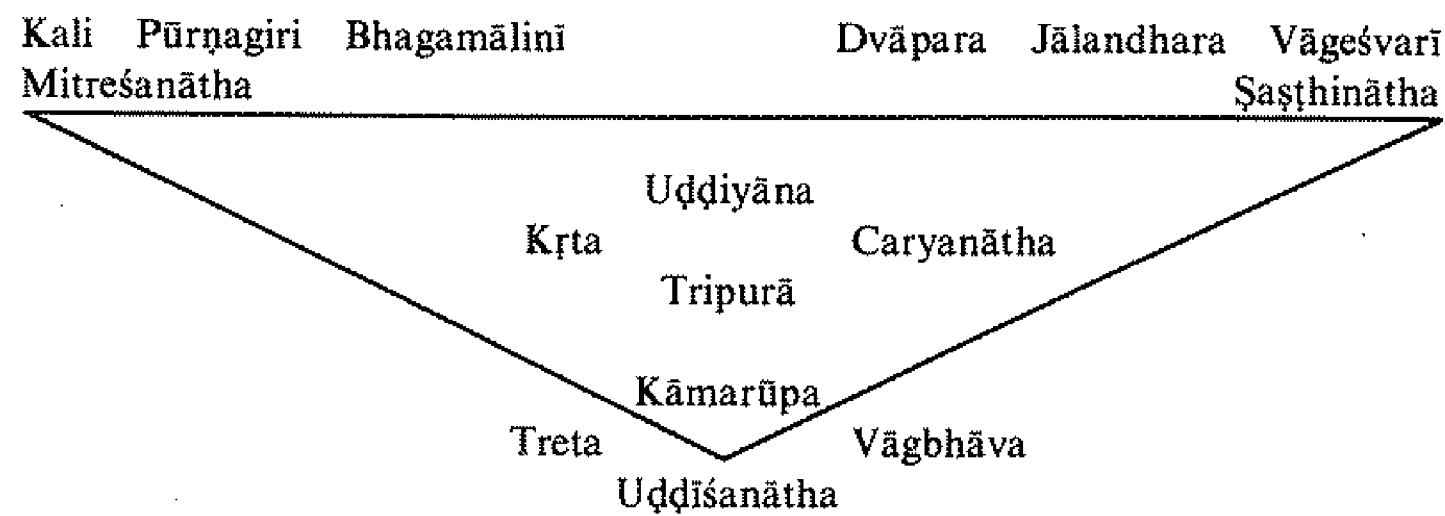 Kali Pūrṇagiri Bhagamālinī Dvāpara Jālandhara Vāgeśvarī
Mitreśanātha Ṣaṣṭhinātha
Uḍḍiyāna
Kṛta Caryanātha
Tripurā
Kāmarūpa
Treta Vāgbhāva
Uḍḍīśanātha